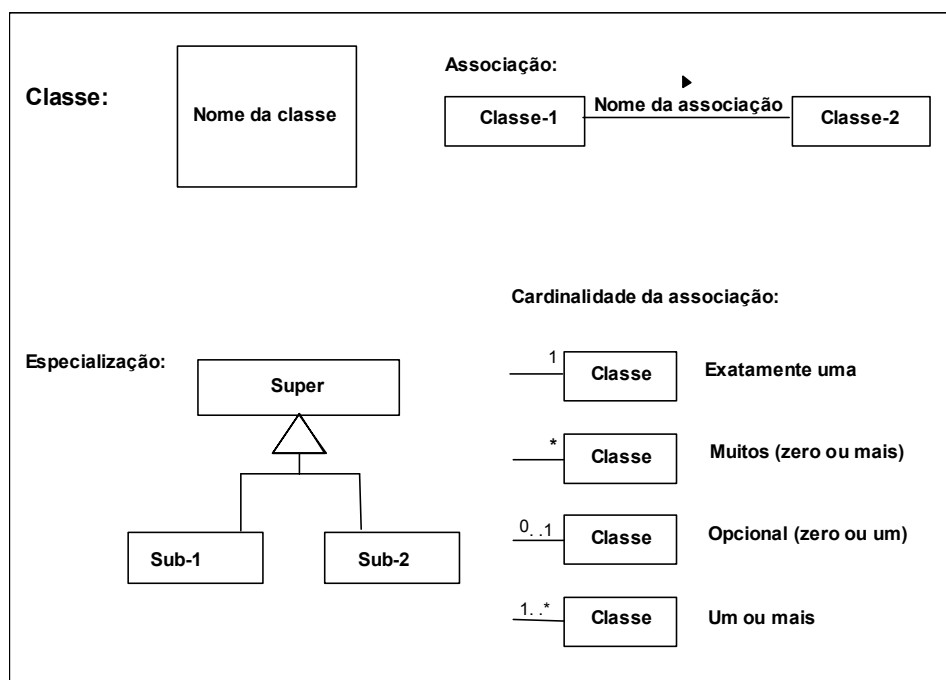 Classe:
Nome da classe
Associação:
Classe-1
Nome da associação
Classe-2
Especialização:
Super
Sub-1
Sub-2
Cardinalidade da associação:
1
Classe
Exatamente uma
*
Classe
Muitos (zero ou mais)
0. .1
Classe
Opcional (zero ou um)
1. .*
Classe
Um ou mais